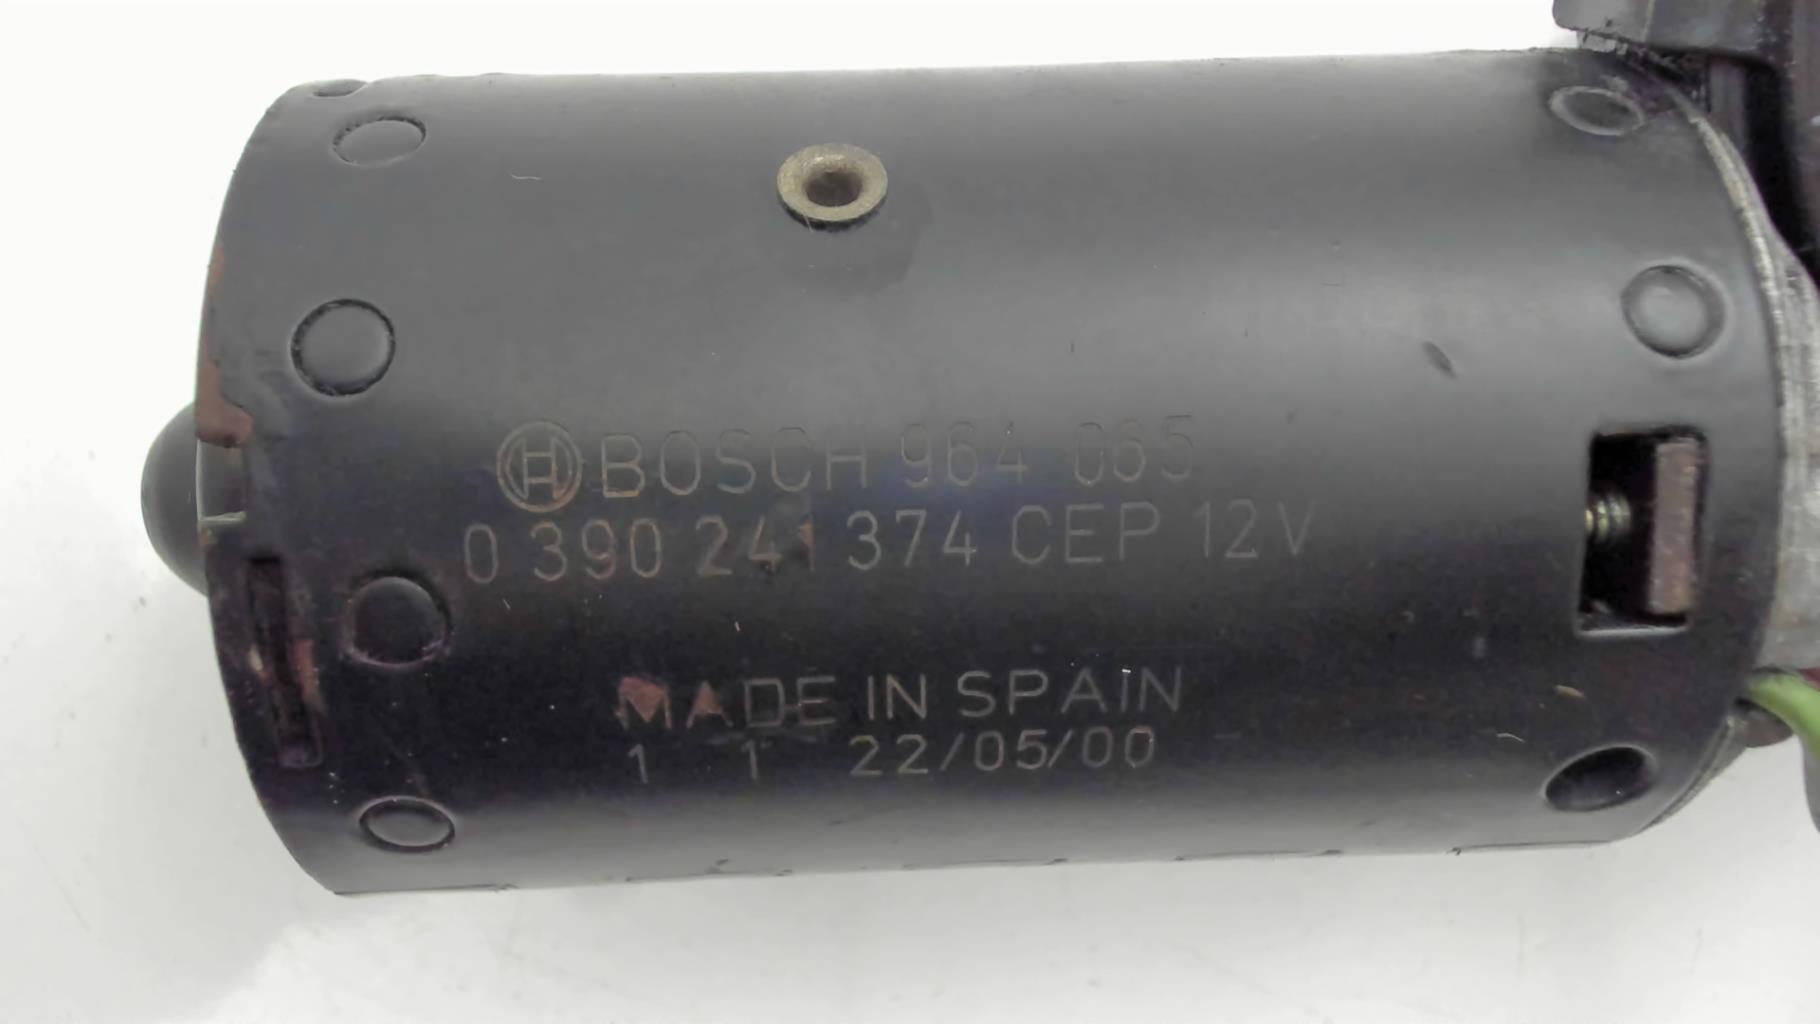 BOSCH 964 065
0 390 241 374 CEP 12V
MADE IN SPAIN
1 1 22/05/00